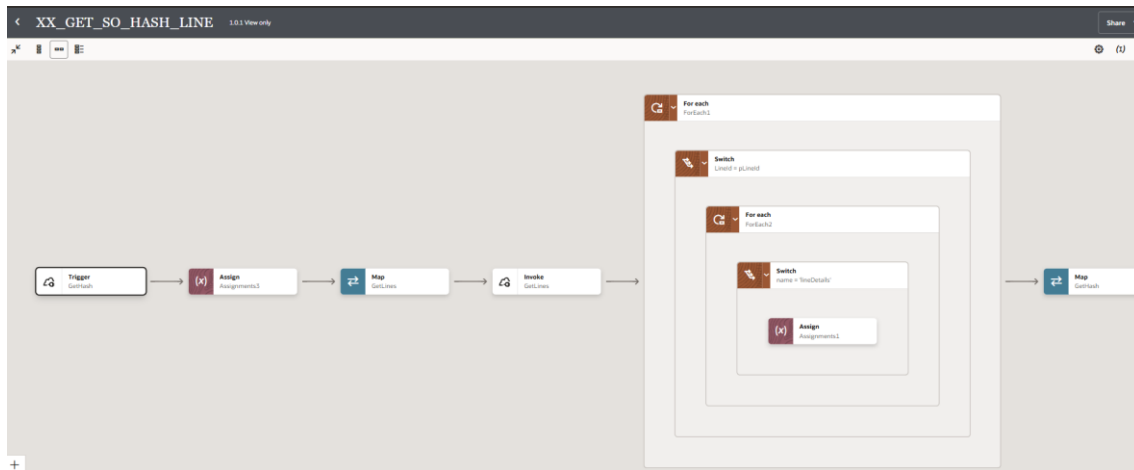 XX_GET_SO_HASH_LINE 1.0.1 View only
Share
(x)
For each
ForEach1
Switch
LineId = pLineId
For each
ForEach2
Trigger
GetHash
(x)
Assign
Assignments3
Map
GetLines
Invoke
GetLines
Switch
name = 'lineDetails'
Map
GetHash
(x)
Assign
Assignments1